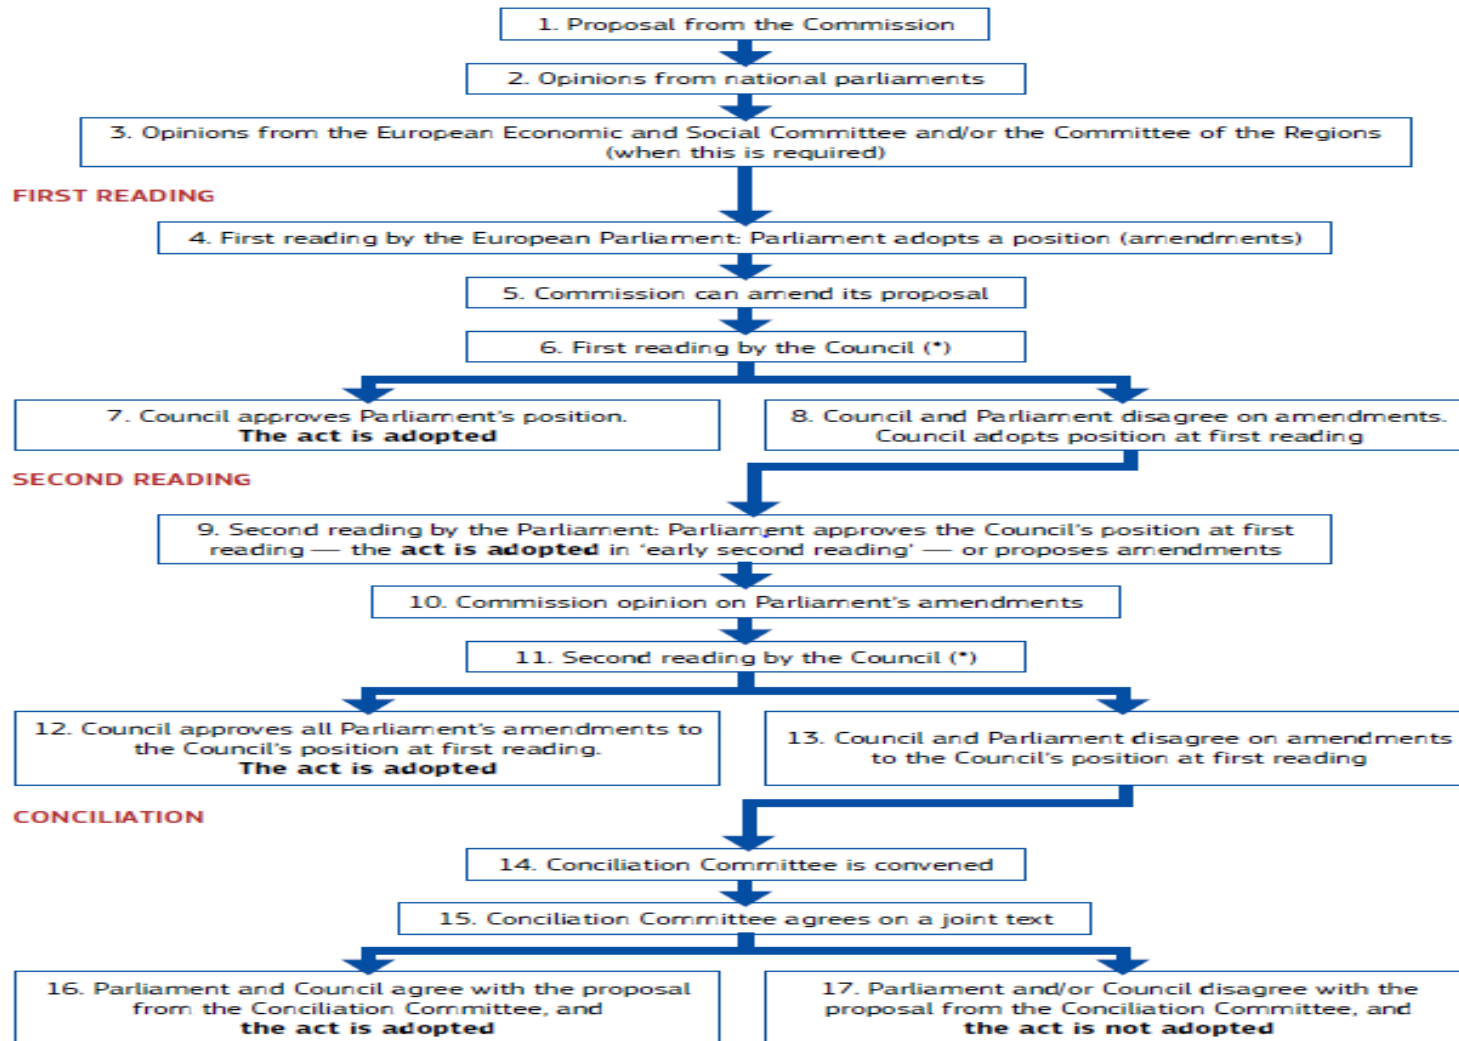 1. Proposal from the Commission
2. Opinions from national parliaments
3. Opinions from the European Economic and Social Committee and/or the Committee of the Regions
(when this is required)
FIRST READING
4. First reading by the European Parliament: Parliament adopts a position (amendments)
5. Commission can amend its proposal
6. First reading by the Council (*)
7. Council approves Parliament's position.
The act is adopted
8. Council and Parliament disagree on amendments.
Council adopts position at first reading
SECOND READING
9. Second reading by the Parliament: Parliament approves the Council's position at first
reading — the act is adopted in 'early second reading' — or proposes amendments
10. Commission opinion on Parliament's amendments
11. Second reading by the Council (*)
12. Council approves all Parliament's amendments to
the Council's position at first reading.
The act is adopted
13. Council and Parliament disagree on amendments
to the Council's position at first reading
CONCILIATION
14. Conciliation Committee is convened
15. Conciliation Committee agrees on a joint text
16. Parliament and Council agree with the proposal
from the Conciliation Committee, and
the act is adopted
17. Parliament and/or Council disagree with the
proposal from the Conciliation Committee, and
the act is not adopted